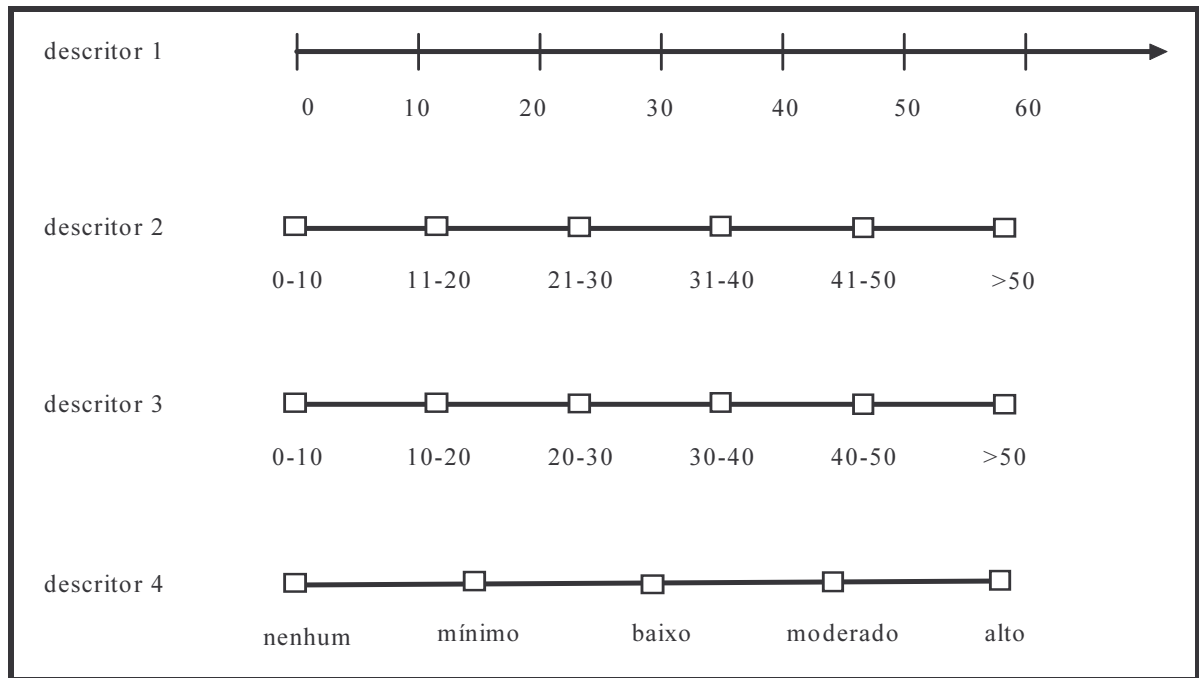 descritor 1
0 10 20 30 40 50 60
descritor 2
0-10 11-20 21-30 31-40 41-50 >50
descritor 3
0-10 10-20 20-30 30-40 40-50 >50
descritor 4
nenhum mínimo baixo moderado alto